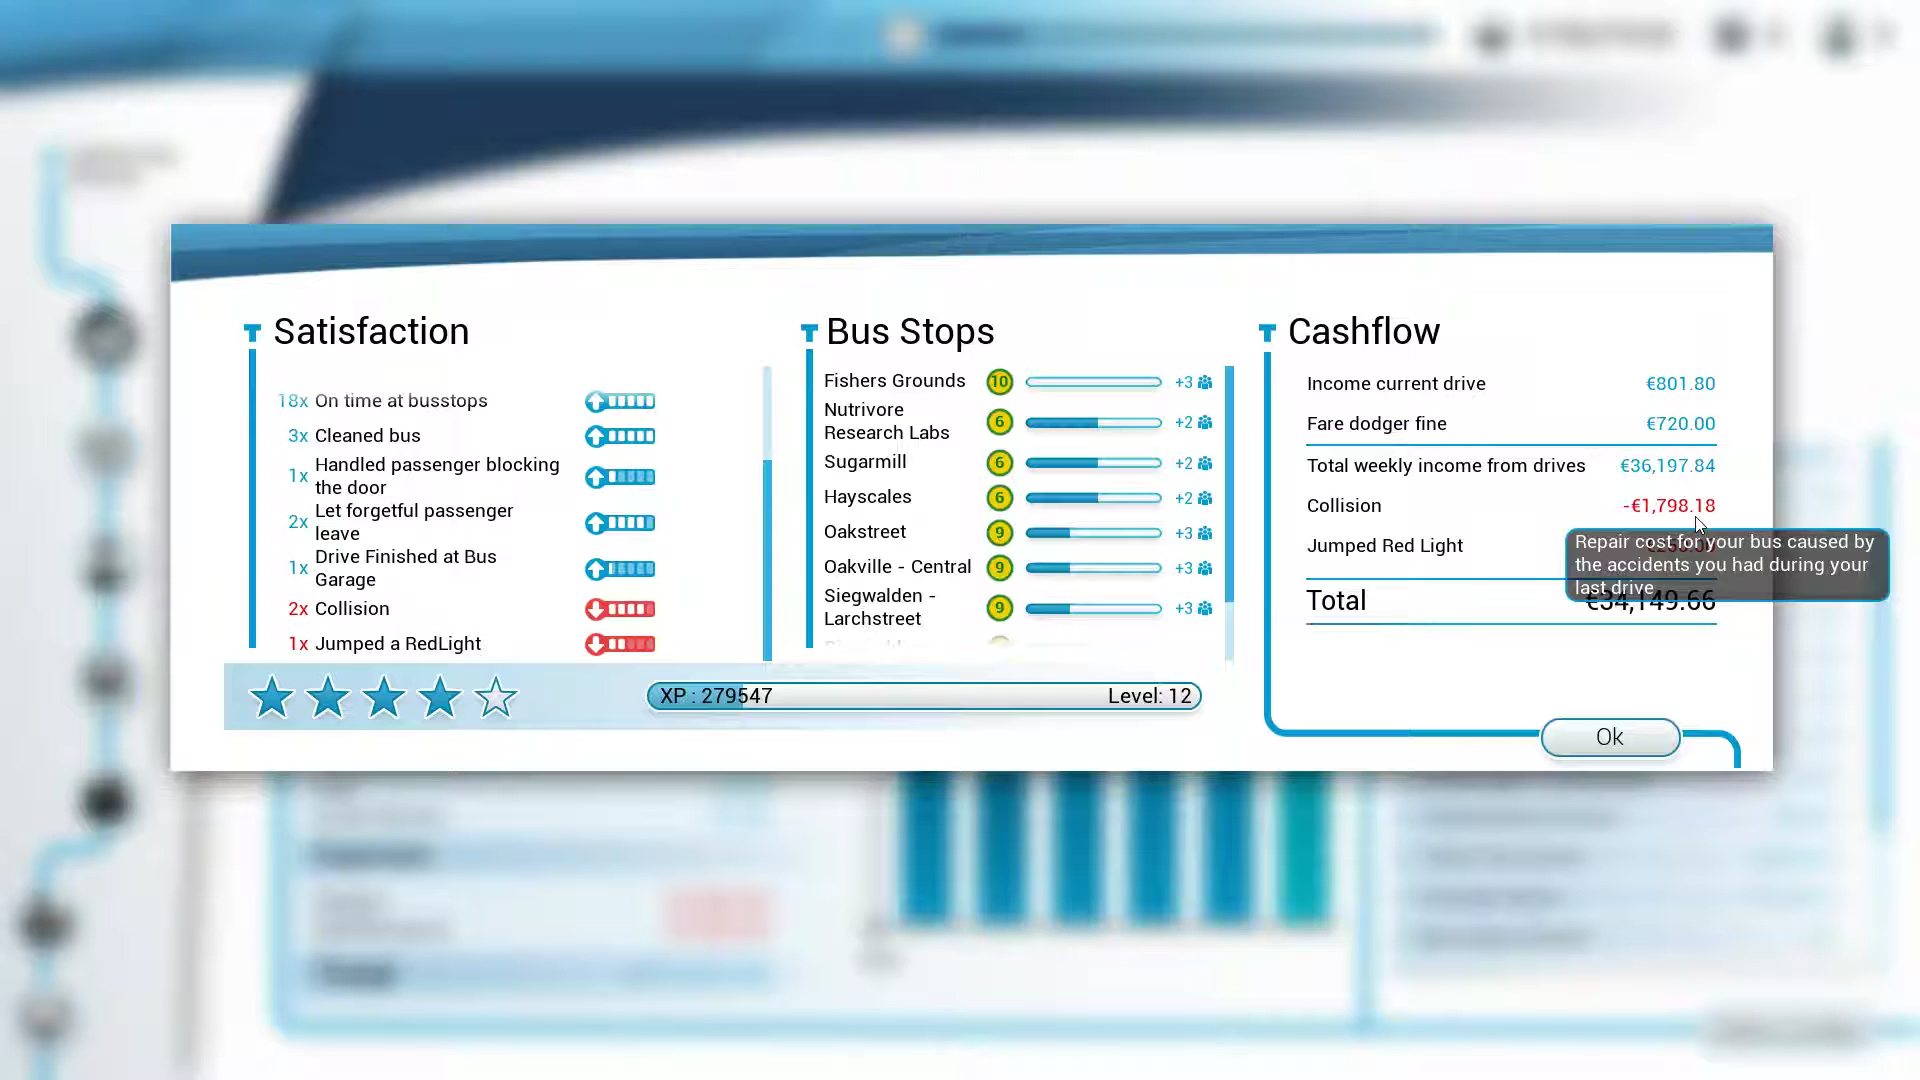 Satisfaction
18x On time at busstops
3x Cleaned bus
1x Handled passenger blocking
the door
2x Let forgetful passenger
leave
1x Drive Finished at Bus
Garage
2x Collision
1x Jumped a RedLight
XP : 279547 Level: 12
Bus Stops
Fishers Grounds 10 +3
Nutrivore
Research Labs 6 +2
Sugarmill 6 +2
Hayscales 6 +2
Oakstreet 9 +3
Oakville - Central 9 +3
Siegwalden -
Larchstreet 9 +3
Cashflow
Income current drive €801.80
Fare dodger fine €720.00
Total weekly income from drives €36,197.84
Collision -€1,798.18
Jumped Red Light
Repair cost for your bus caused by
the accidents you had during your
last drive
Total €34,149.66
Ok